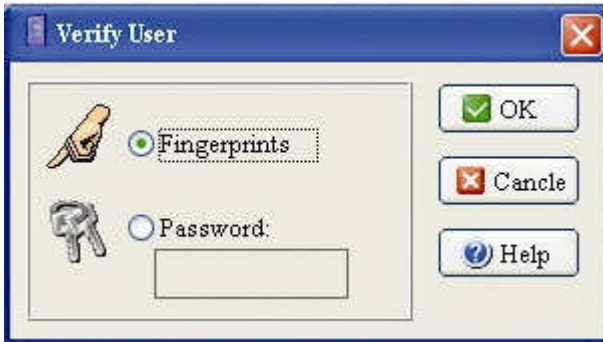 Verify User
Fingerprints
Password:
OK
Cancle
Help